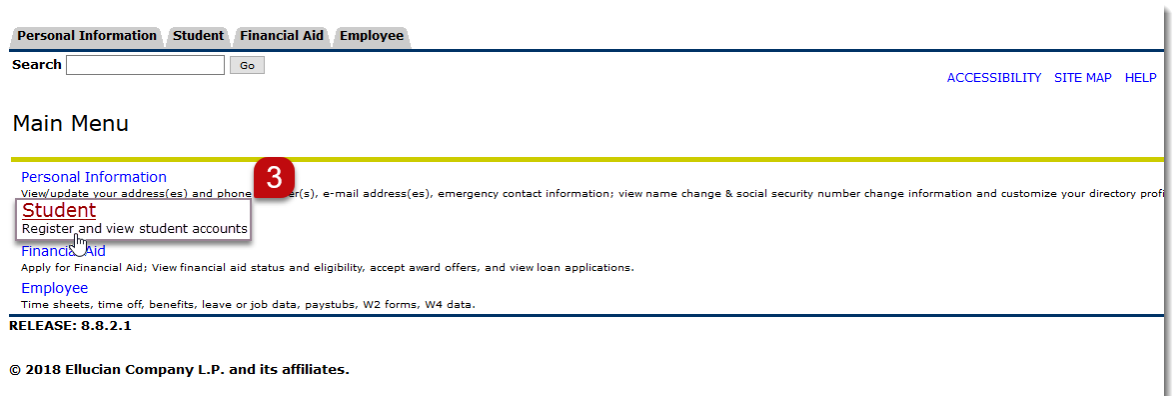 Personal Information Student Financial Aid Employee
Search Go
ACCESSIBILITY SITE MAP HELP
Main Menu
Personal Information
3
View/update your address(es) and phone er(s), e-mail address(es), emergency contact information; view name change & social security number change information and customize your directory profi
Student
Register and view student accounts
Financial Aid
Apply for Financial Aid; View financial aid status and eligibility, accept award offers, and view loan applications.
Employee
Time sheets, time off, benefits, leave or job data, paystubs, W2 forms, W4 data.
RELEASE: 8.8.2.1
© 2018 Ellucian Company L.P. and its affiliates.